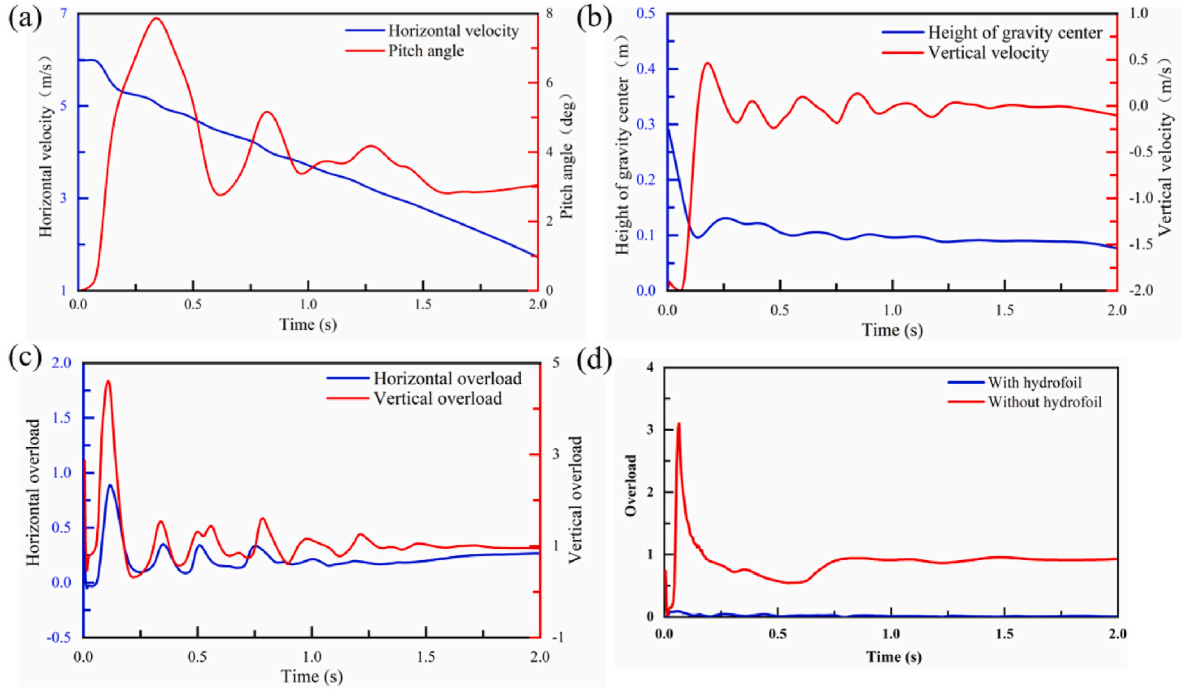 (a)
7
5
3
1
Horizontal velocity（m/s）
Horizontal velocity
Pitch angle
8
6
4
2
0
Pitch angle（deg）
0.0 0.5 1.0 1.5 2.0
Time (s)
(b)
0.5
0.4
0.3
0.2
0.1
0.0
Height of gravity center（m）
Height of gravity center
Vertical velocity
1.0
0.5
0.0
-0.5
-1.0
-1.5
-2.0
Vertical velocity（m/s）
0.0 0.5 1.0 1.5 2.0
Time (s)
(c)
2.0
1.5
1.0
0.5
0.0
-0.5
Horizontal overload
Horizontal overload
Vertical overload
5
3
1
-1
Vertical overload
0.0 0.5 1.0 1.5 2.0
Time (s)
(d)
4
3
2
1
0
Overload
With hydrofoil
Without hydrofoil
0.0 0.5 1.0 1.5 2.0
Time (s)